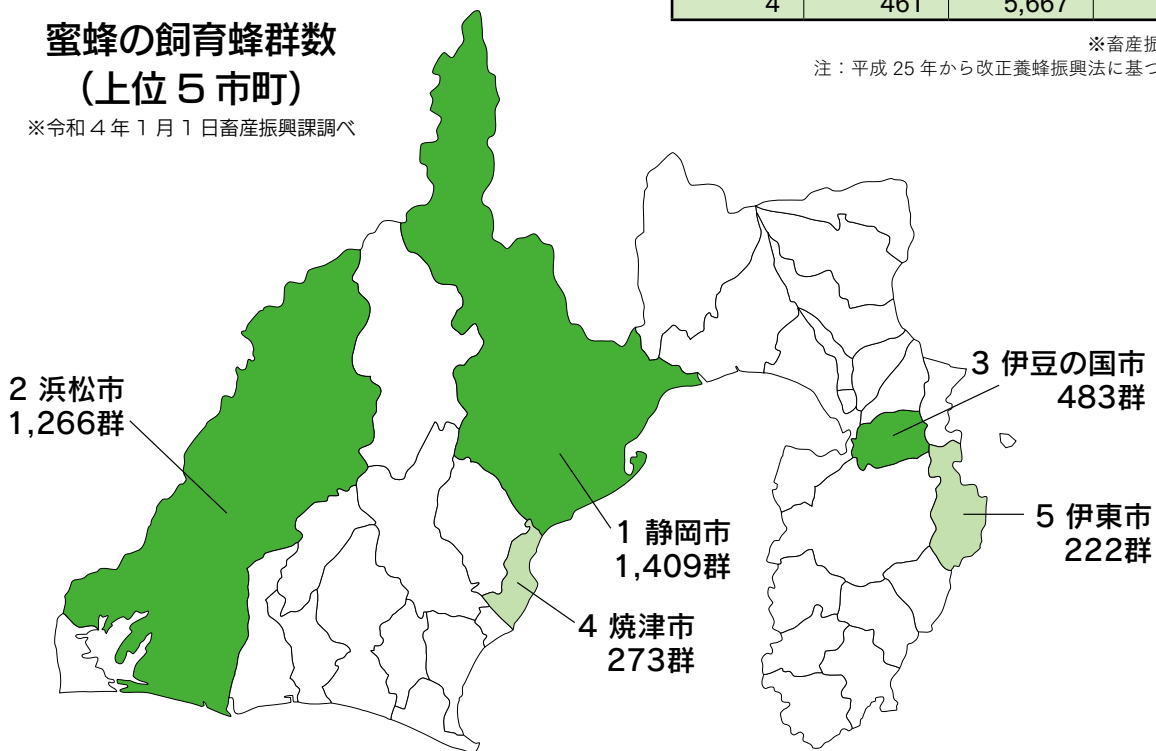 蜜蜂の飼育蜂群数
(上位5市町)
※令和4年1月1日畜産振興課調べ
4 461 5,667
※畜産振
注：平成25年から改正養蜂振興法に基づ
3 伊豆の国市
483群
2 浜松市
1,266群
5 伊東市
222群
1 静岡市
1,409群
4 焼津市
273群